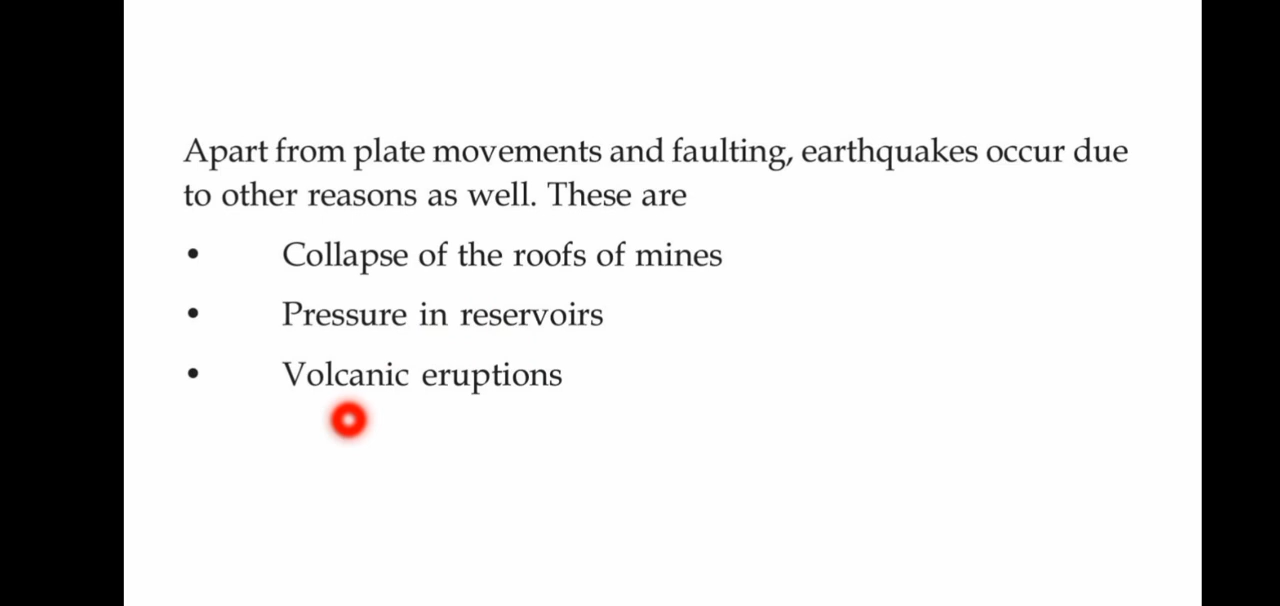 Apart from plate movements and faulting, earthquakes occur due
to other reasons as well. These are
• Collapse of the roofs of mines
• Pressure in reservoirs
• Volcanic eruptions